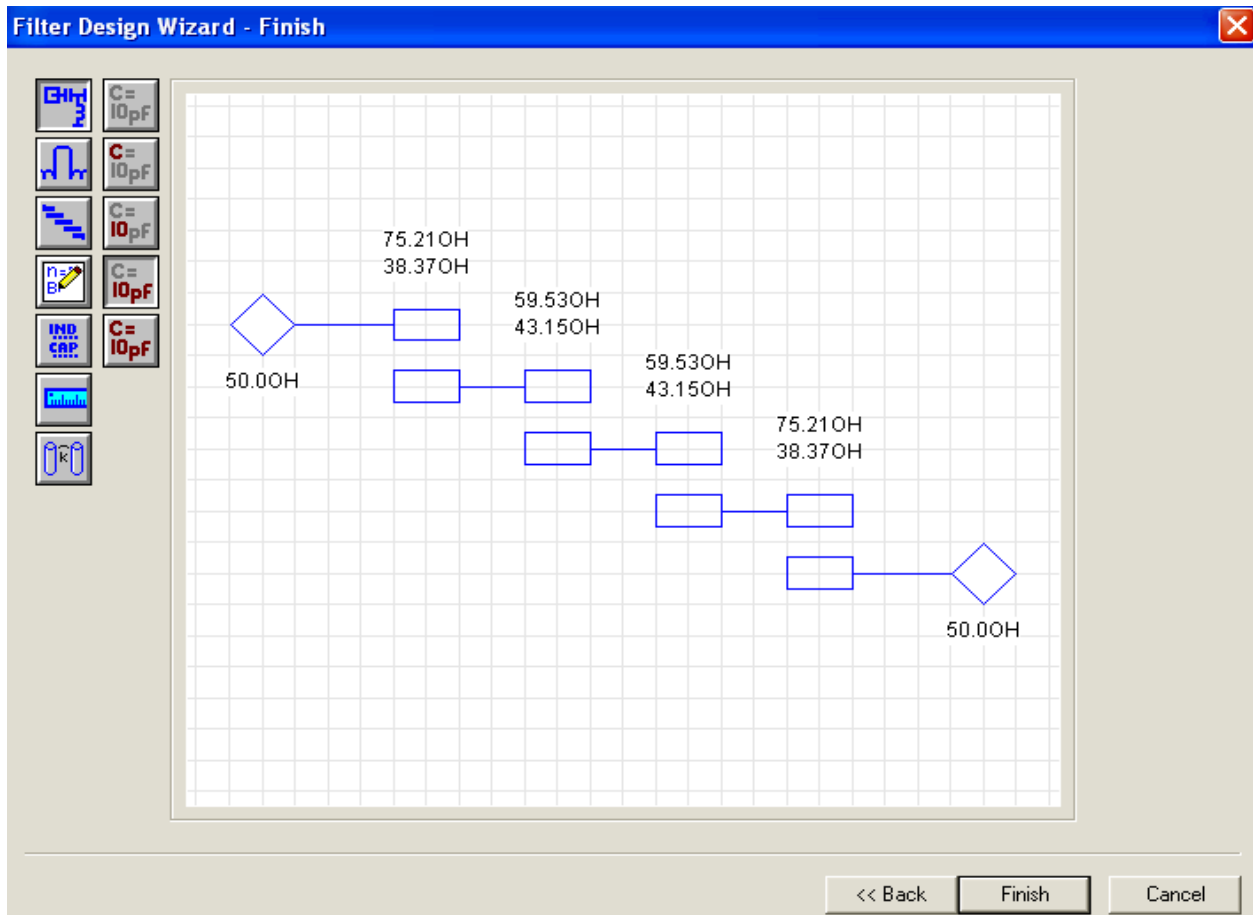 Filter Design Wizard - Finish
C=
10pF
C=
10pF
C=
10pF
n=
B
C=
10pF
IND
CAP
C=
10pF
K
75.21OH
38.37OH
59.53OH
43.15OH
50.0OH
59.53OH
43.15OH
75.21OH
38.37OH
50.0OH
<< Back
Finish
Cancel